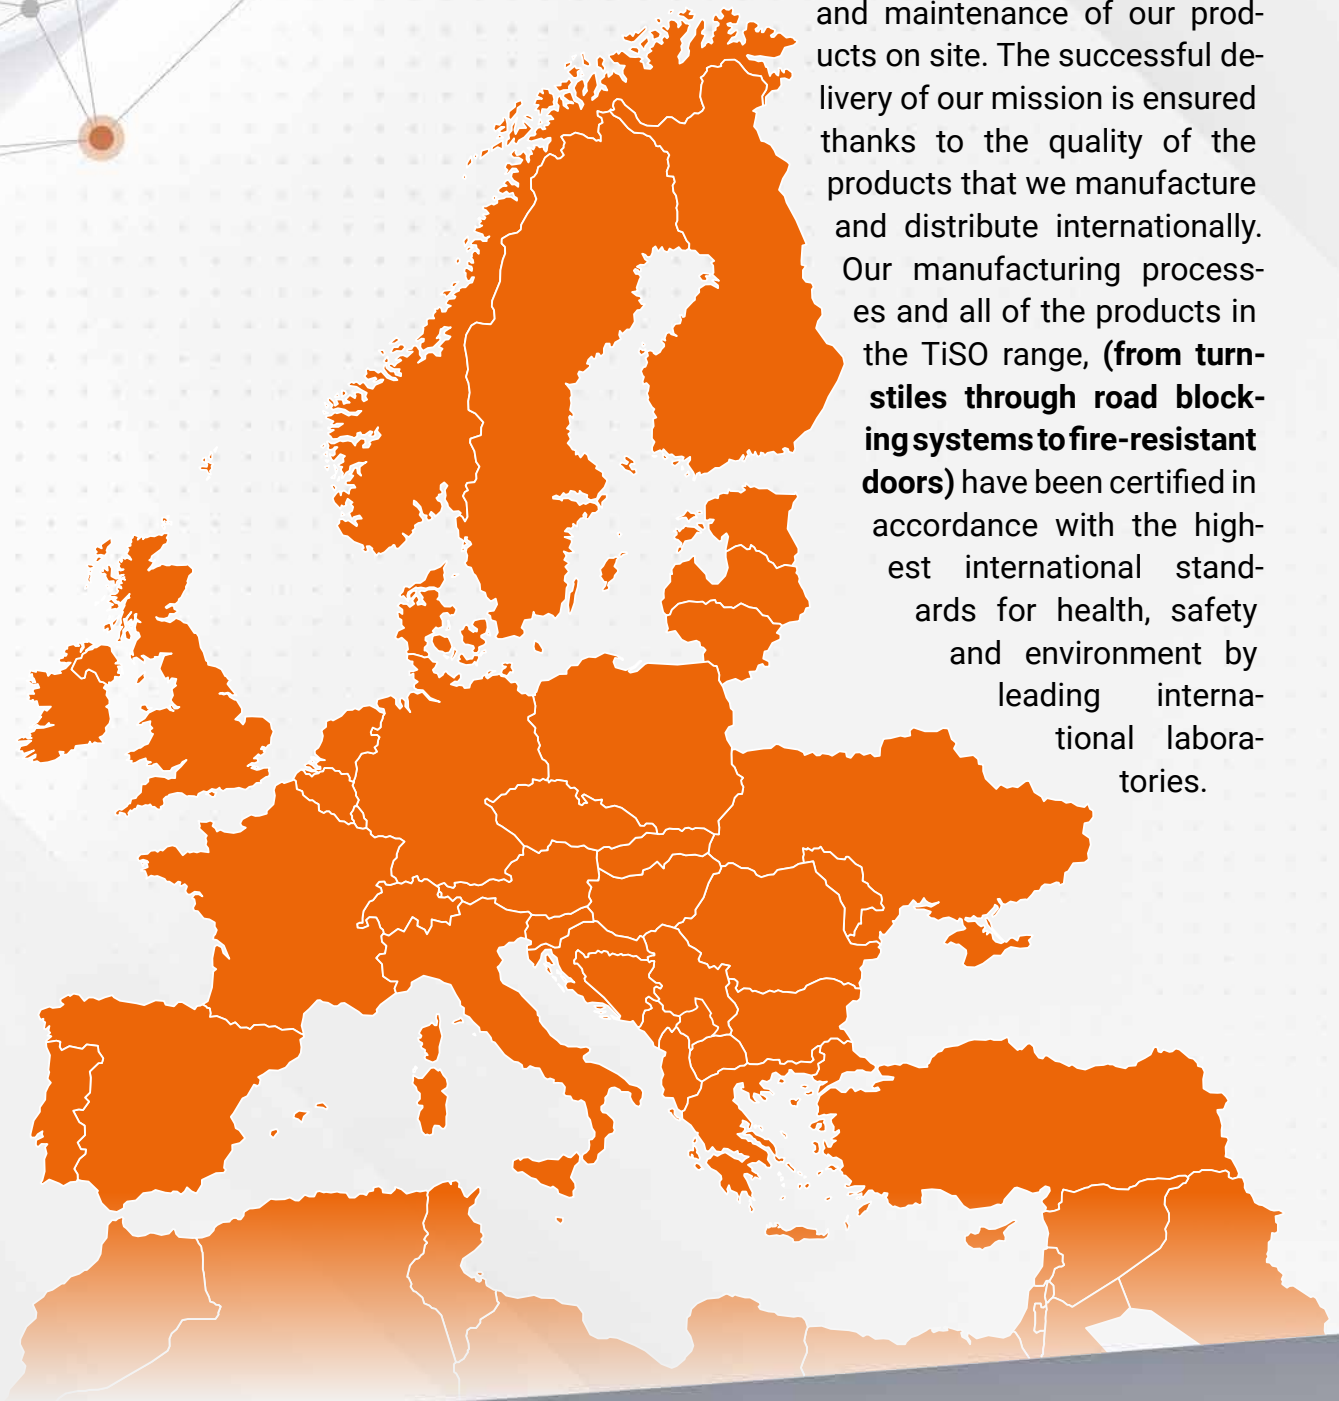 and maintenance of our prod-
ucts on site. The successful de-
livery of our mission is ensured
thanks to the quality of the
products that we manufacture
and distribute internationally.
Our manufacturing process-
es and all of the products in
the TiSO range, (from turn-
stiles through road block-
ing systems to fire-resistant
doors) have been certified in
accordance with the high-
est international stand-
ards for health, safety
and environment by
leading interna-
tional labora-
tories.